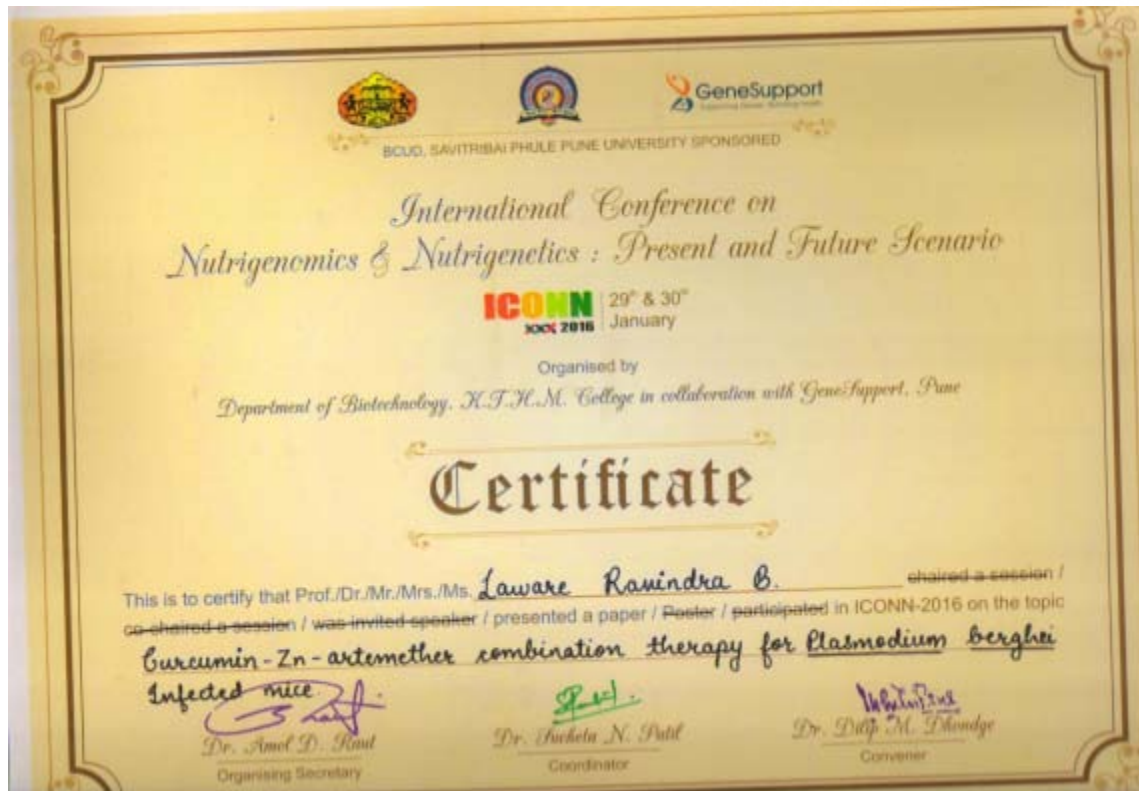 GeneSupport
BCUD, SAVITRIBAI PHULE PUNE UNIVERSITY SPONSORED
International Conference on
Nutrigenomics & Nutrigenetics : Present and Future Scenario
ICONN 29th & 30th
2016 January
Organised by
Department of Biotechnology, K.T.H.M. College in collaboration with GeneSupport, Pune
Certificate
This is to certify that Prof./Dr./Mr./Mrs./Ms. Laware Ravindra B. chaired a session /
co-chaired a session / was invited speaker / presented a paper / Poster / participated in ICONN-2016 on the topic
Curcumin-Zn-artemether combination therapy for Plasmodium berghei
Infected mice
Dr. Amol D. Raut Dr. Sucheta N. Patil Dr. Dilip M. Dhondge
Organising Secretary Coordinator Convener